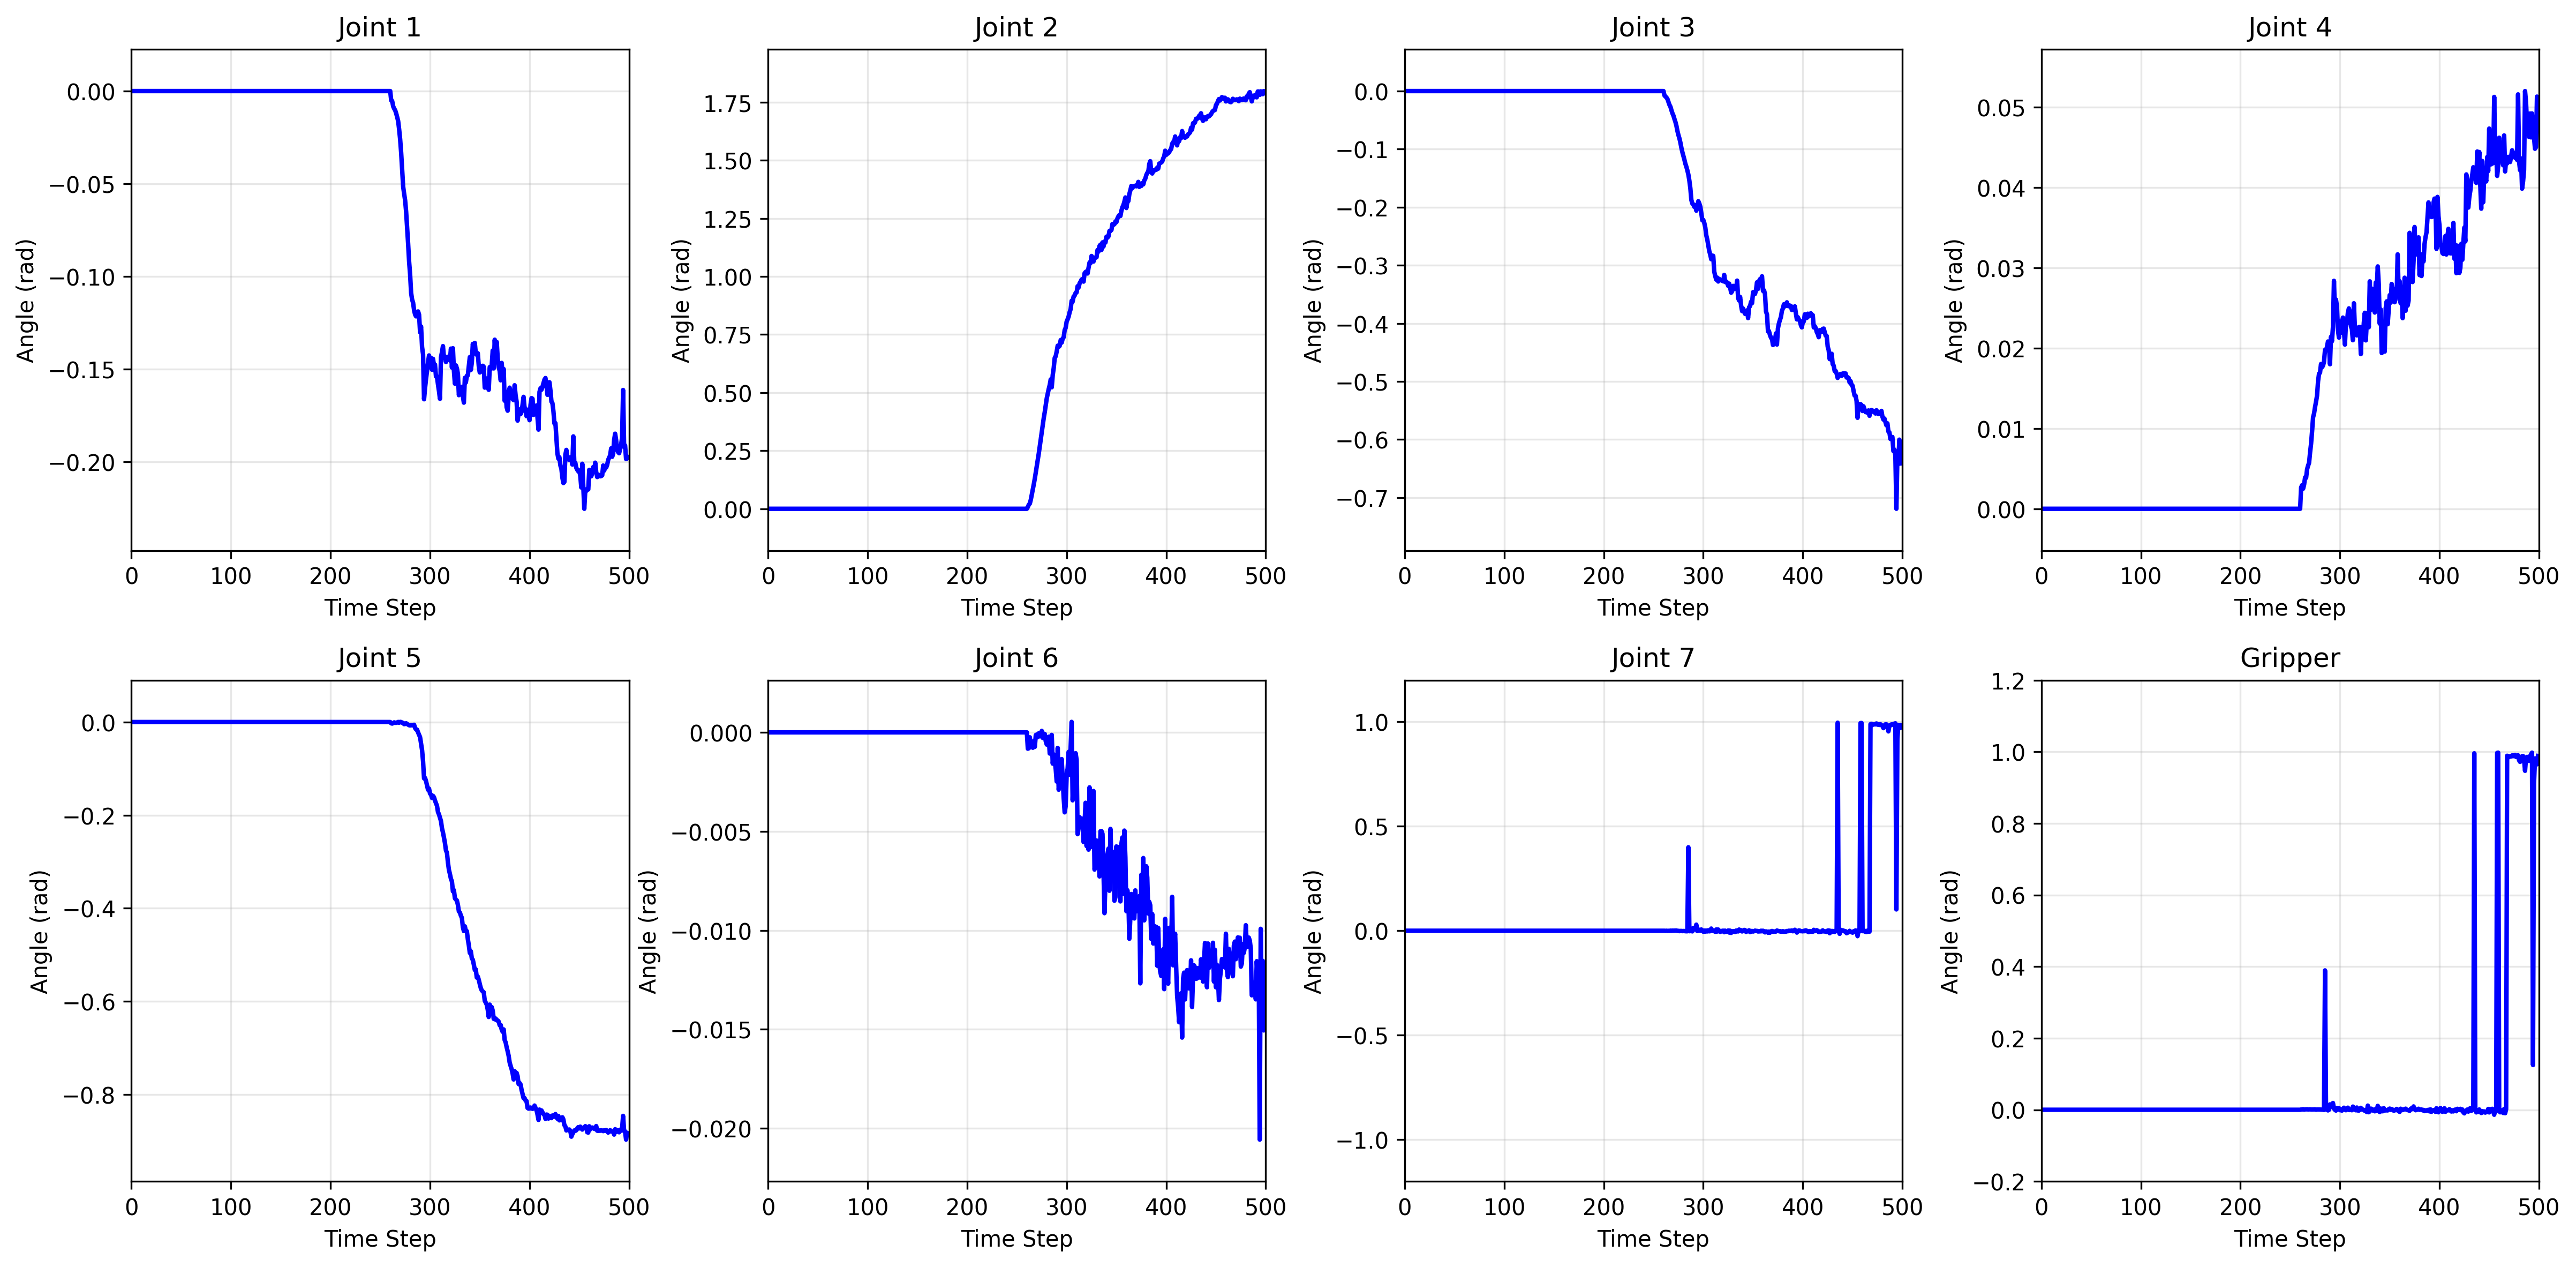 Joint 1
Angle (rad)
0.00
−0.05
−0.10
−0.15
−0.20
0 100 200 300 400 500
Time Step
Joint 2
Angle (rad)
1.75
1.50
1.25
1.00
0.75
0.50
0.25
0.00
0 100 200 300 400 500
Time Step
Joint 3
Angle (rad)
0.0
−0.1
−0.2
−0.3
−0.4
−0.5
−0.6
−0.7
0 100 200 300 400 500
Time Step
Joint 4
Angle (rad)
0.05
0.04
0.03
0.02
0.01
0.00
0 100 200 300 400 500
Time Step
Joint 5
Angle (rad)
0.0
−0.2
−0.4
−0.6
−0.8
0 100 200 300 400 500
Time Step
Joint 6
Angle (rad)
0.000
−0.005
−0.010
−0.015
−0.020
0 100 200 300 400 500
Time Step
Joint 7
Angle (rad)
1.0
0.5
0.0
−0.5
−1.0
0 100 200 300 400 500
Time Step
Gripper
Angle (rad)
1.2
1.0
0.8
0.6
0.4
0.2
0.0
−0.2
0 100 200 300 400 500
Time Step